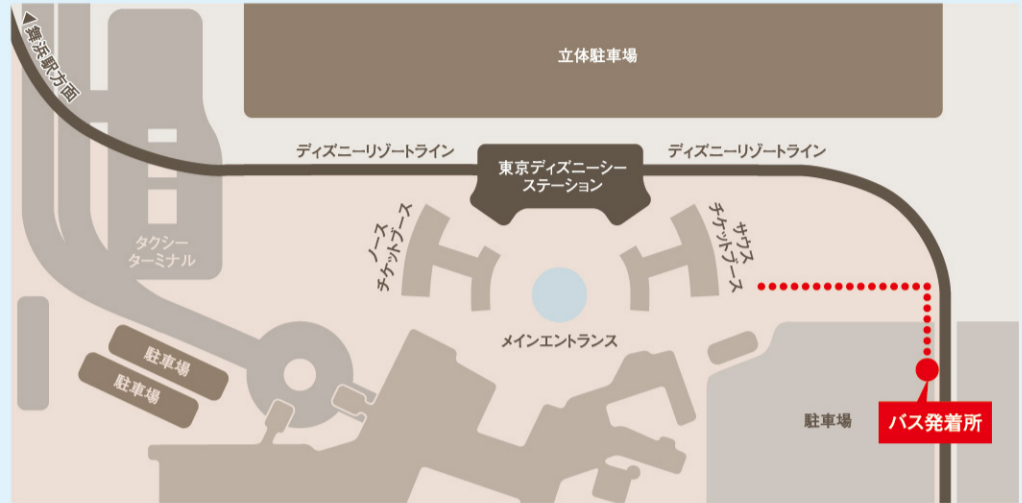 ▲舞浜駅方面
立体駐車場
ディズニーリゾートライン
東京ディズニーシー
ステーション
ディズニーリゾートライン
タクシー
ターミナル
ノース
チケットブース
サウス
チケットブース
メインエントランス
駐車場
駐車場
駐車場
バス発着所